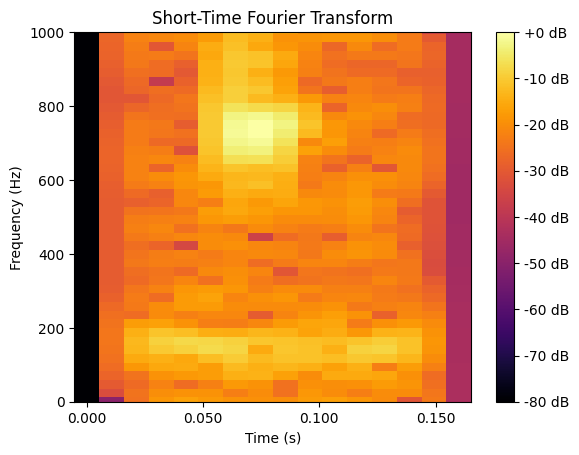 Short-Time Fourier Transform
1000
800
600
400
200
0
Frequency (Hz)
0.000
0.050
0.100
0.150
Time (s)
+0 dB
-10 dB
-20 dB
-30 dB
-40 dB
-50 dB
-60 dB
-70 dB
-80 dB